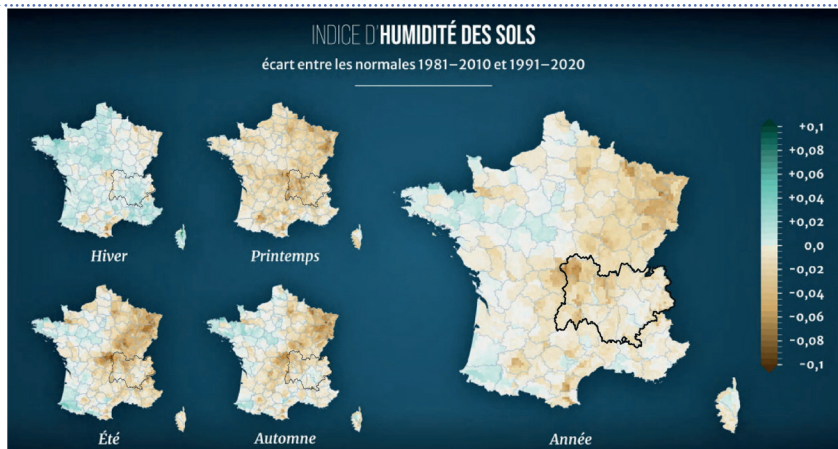 INDICE D'HUMIDITÉ DES SOLS
écart entre les normales 1981–2010 et 1991–2020
Hiver
Printemps
Été
Automne
Année
+0,1
+0,08
+0,06
+0,04
+0,02
0,0
-0,02
-0,04
-0,06
-0,08
-0,1